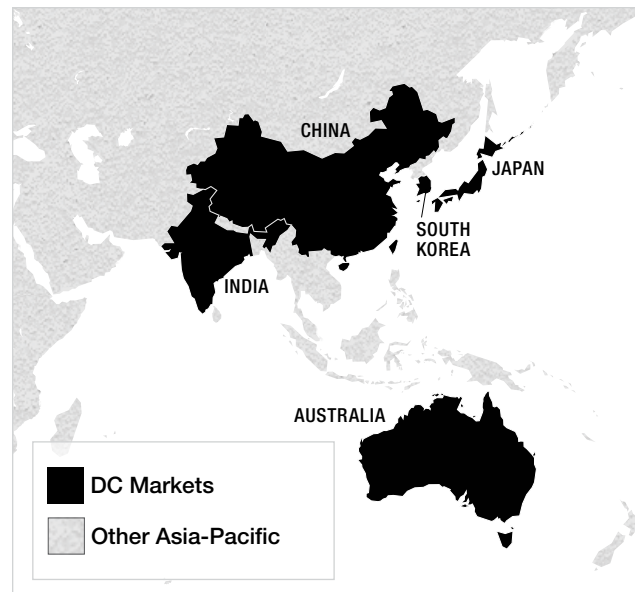 CHINA
JAPAN
SOUTH
KOREA
INDIA
AUSTRALIA
DC Markets
Other Asia-Pacific